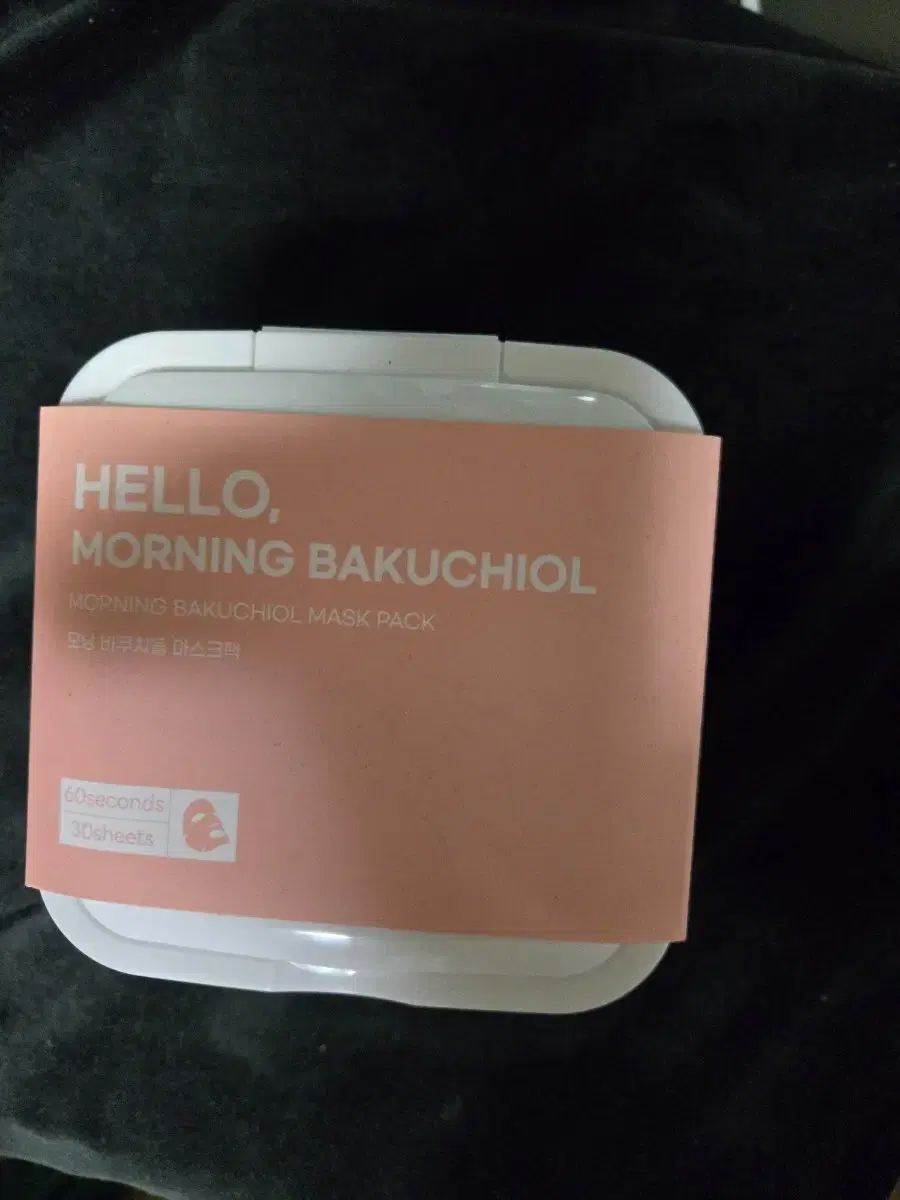 HELLO,
MORNING BAKUCHIOL
MORNING BAKUCHIOL MASK PACK
모닝 바쿠치올 마스크팩
60seconds
30sheets